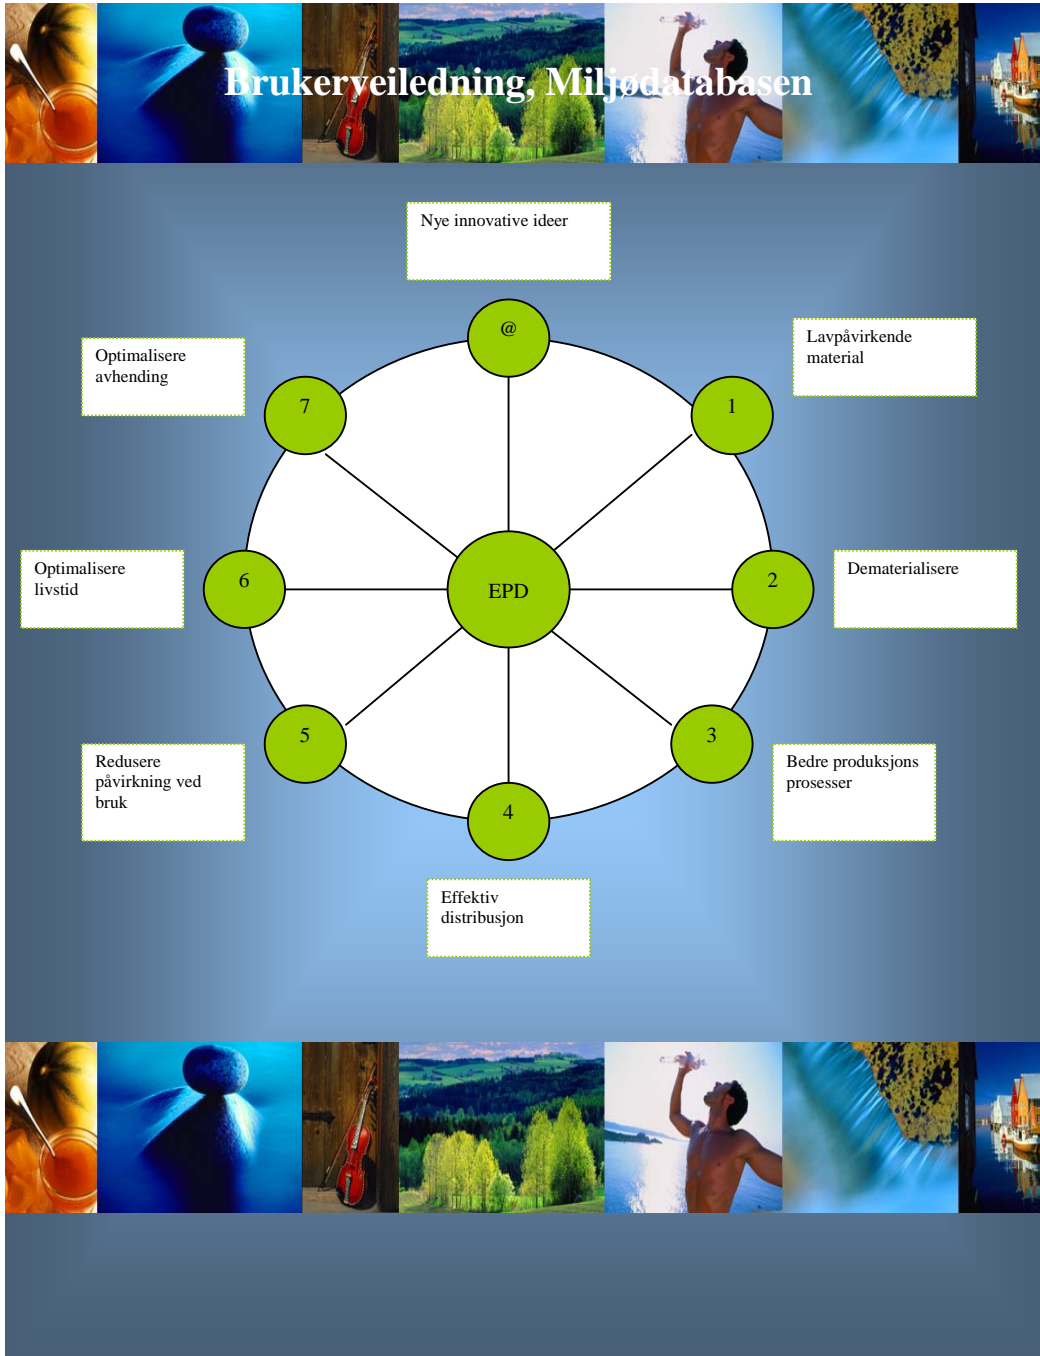 Brukerveiledning, Miljødatabasen
Nye innovative ideer
@
Lavpåvirkende
material
1
Optimalisere
avhending
7
Optimalisere
livstid
6
EPD
2
Dematerialisere
5
Redusere
påvirkning ved
bruk
3
Bedre produksjons
prosesser
4
Effektiv
distribusjon